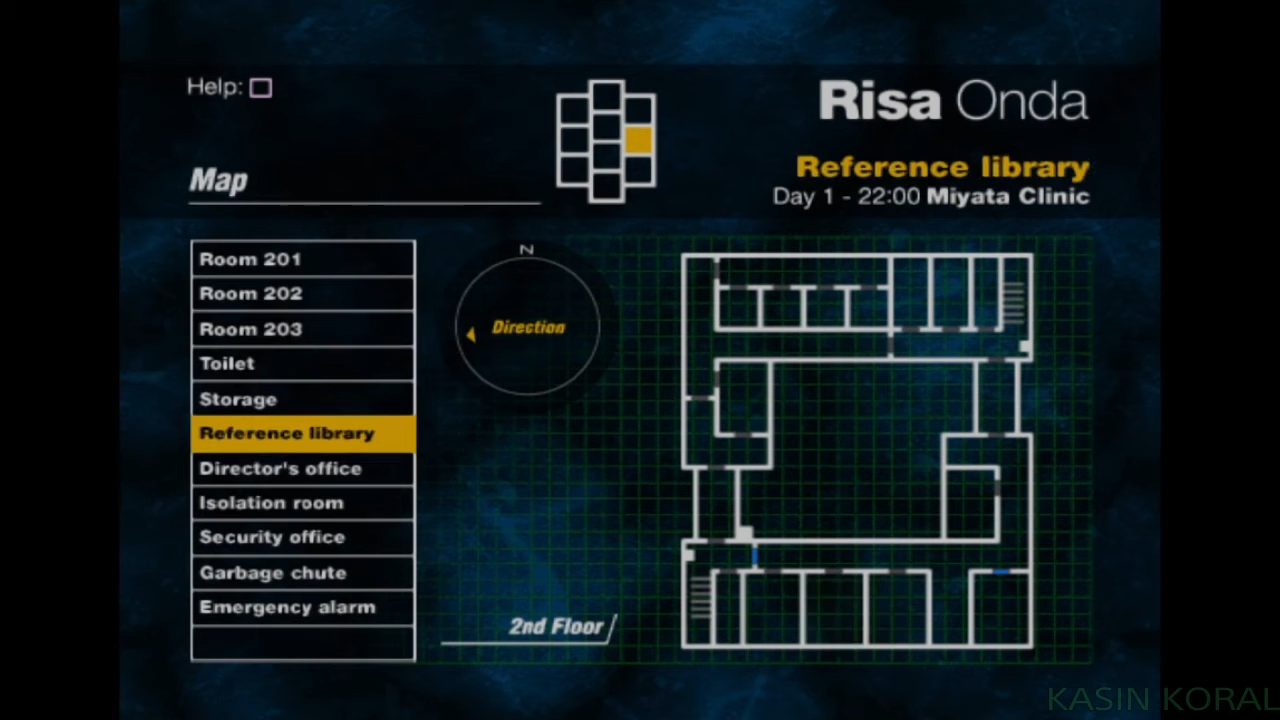 Help:
Risa Onda
Map
Reference library
Day 1 - 22:00 Miyata Clinic
Room 201
Room 202
Room 203
Toilet
Storage
Reference library
Director's office
Isolation room
Security office
Garbage chute
Emergency alarm
N
Direction
2nd Floor
KASIN KORAL